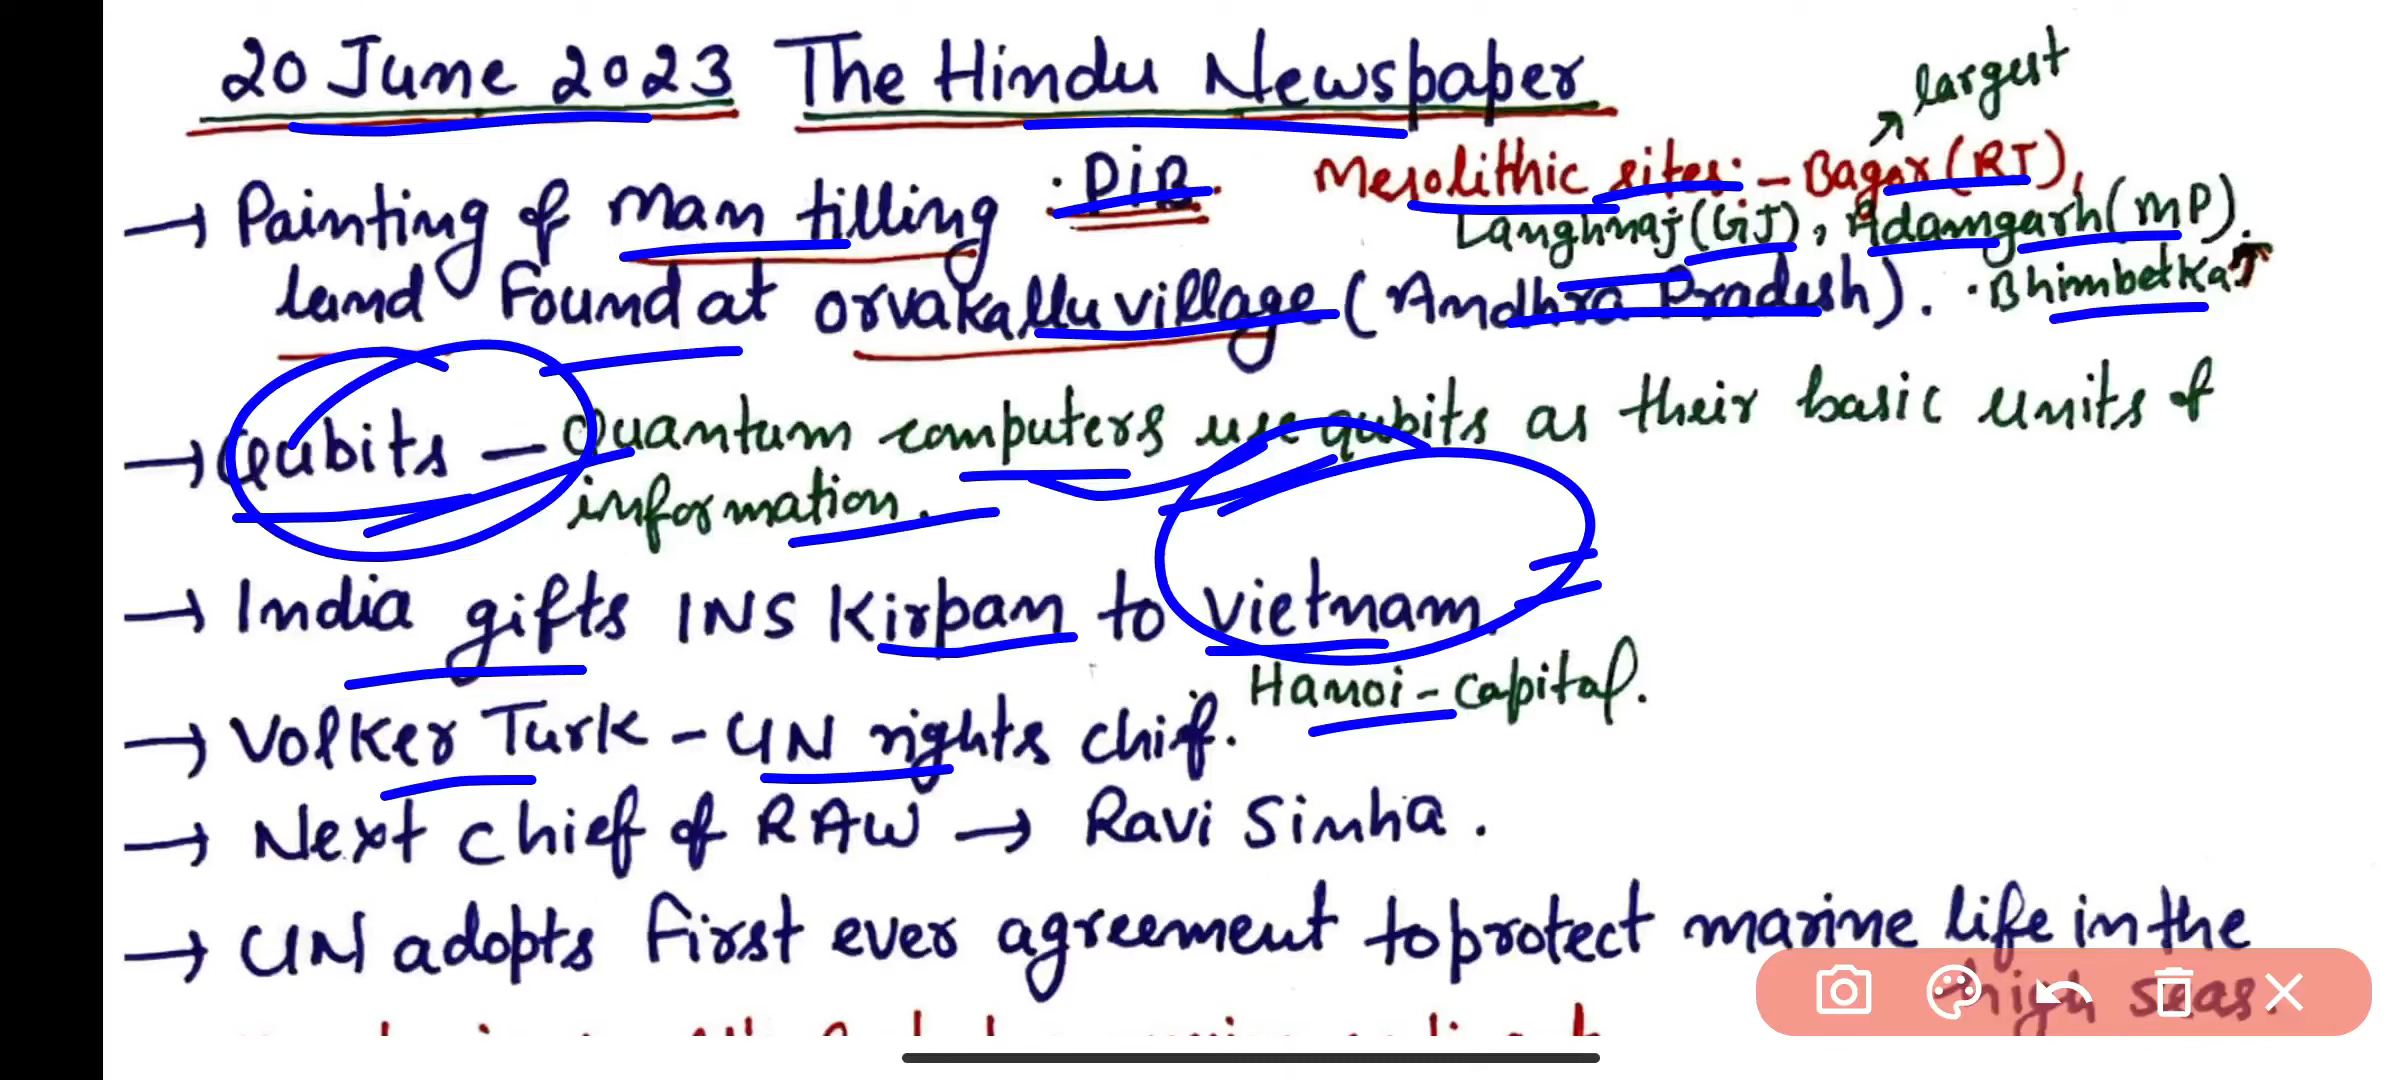 20 June 2023 The Hindu Newspaper
largest
· PIB. Mesolithic sites:- Bagor (RJ),
→ Painting of man tilling
Langhnaj (GJ), Adamgarh (MP).
land found at orvakallu village (Andhra Pradesh). · Bhimbetka
→ Qubits – Quantum computers use qubits as their basic units of
information.
→ India gifts INS Kirpan to Vietnam.
Hanoi - capital.
→ Volker Turk - UN rights chief.
→ Next chief of RAW → Ravi Sinha.
→ UN adopts first ever agreement to protect marine life in the
high seas.